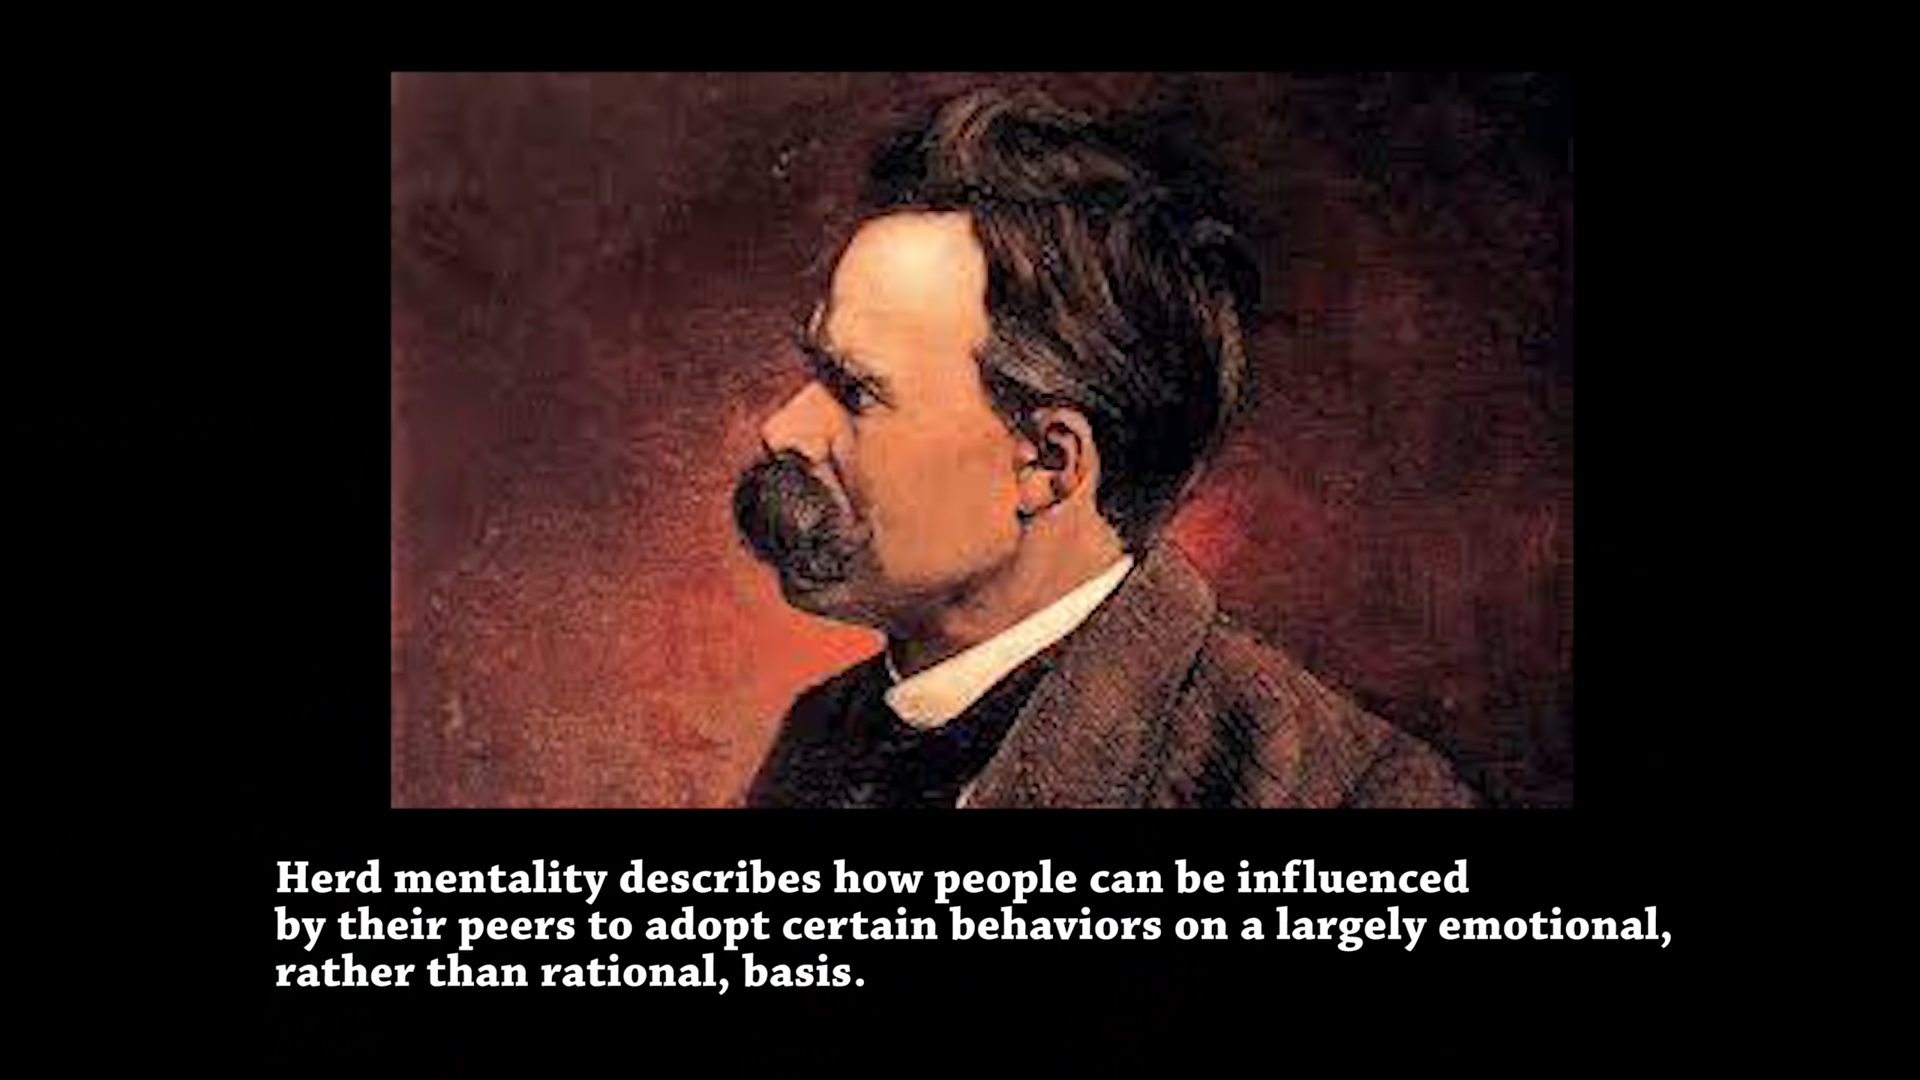 Herd mentality describes how people can be influenced
by their peers to adopt certain behaviors on a largely emotional,
rather than rational, basis.